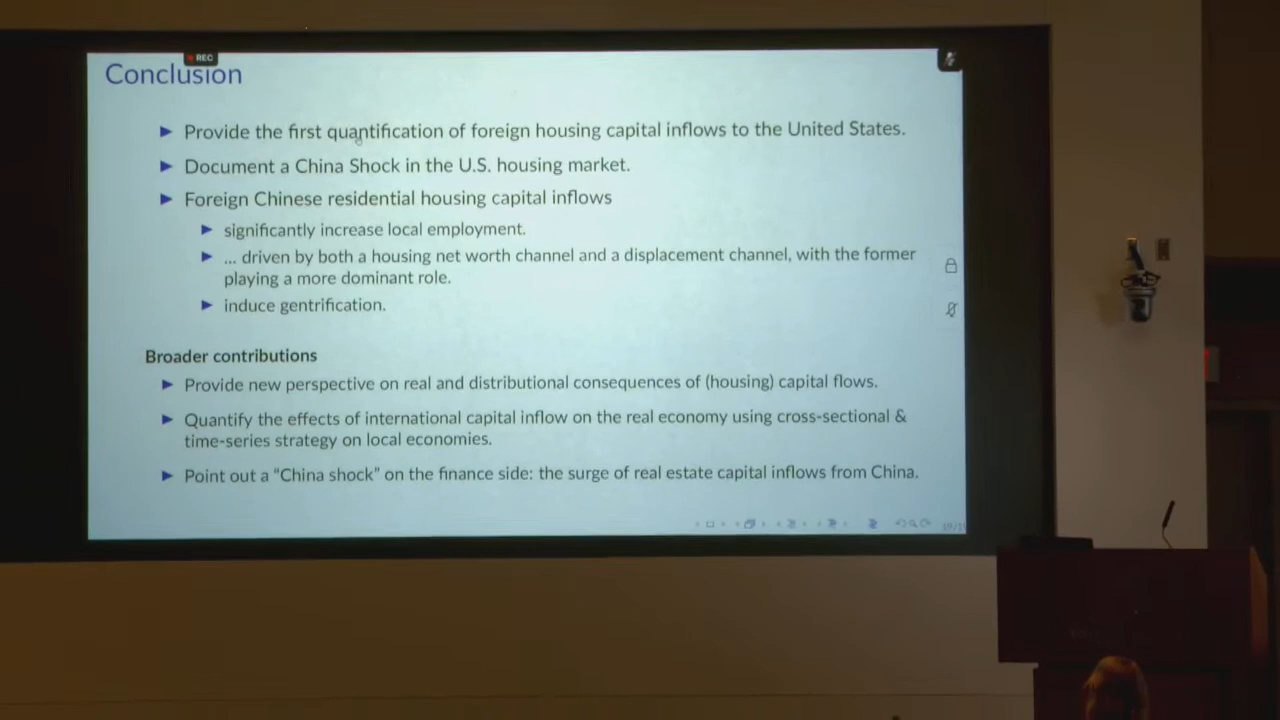 REC
Conclusion
► Provide the first quantification of foreign housing capital inflows to the United States.
► Document a China Shock in the U.S. housing market.
► Foreign Chinese residential housing capital inflows
► significantly increase local employment.
► ... driven by both a housing net worth channel and a displacement channel, with the former
playing a more dominant role.
► induce gentrification.
Broader contributions
► Provide new perspective on real and distributional consequences of (housing) capital flows.
► Quantify the effects of international capital inflow on the real economy using cross-sectional &
time-series strategy on local economies.
► Point out a "China shock" on the finance side: the surge of real estate capital inflows from China.